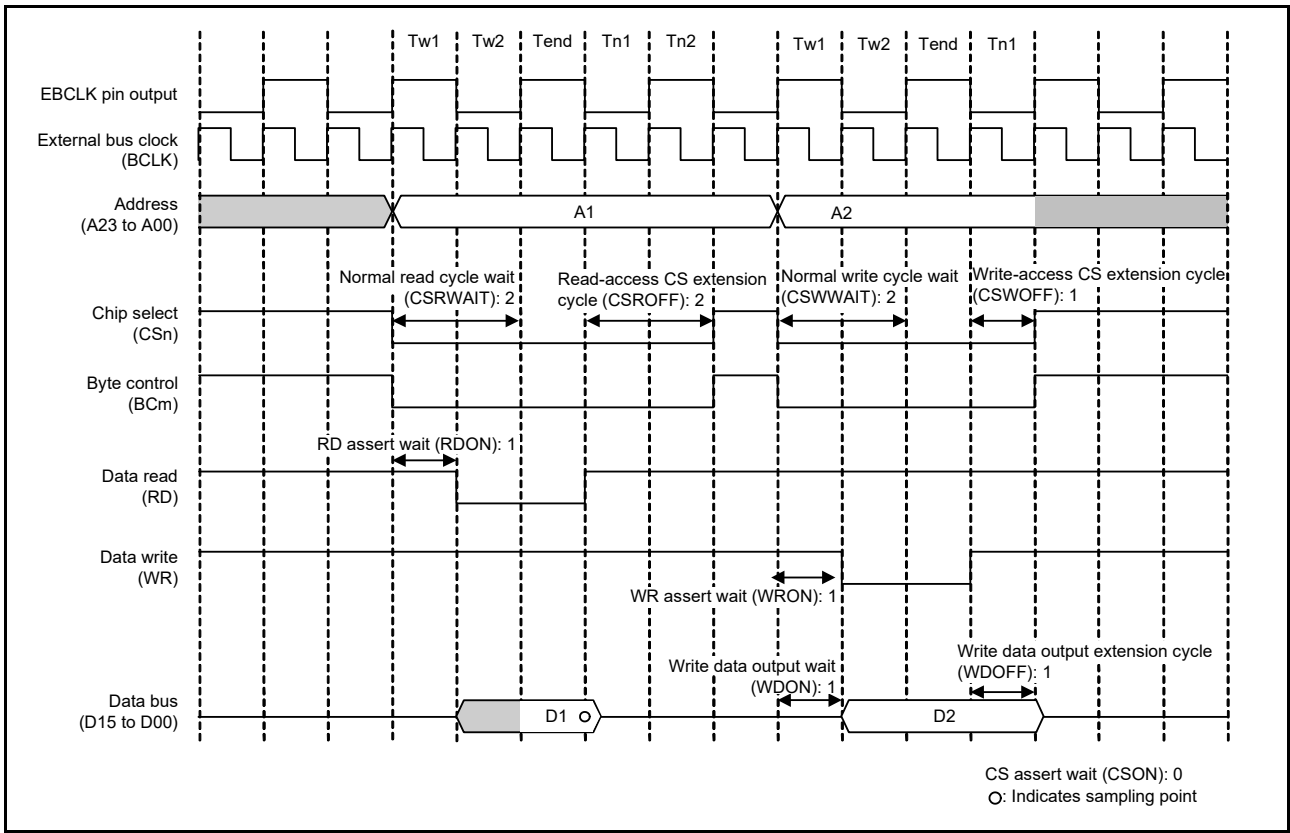 Tw1 Tw2 Tend Tn1 Tn2 Tw1 Tw2 Tend Tn1
EBCLK pin output
External bus clock
(BCLK)
Address
(A23 to A00)
A1 A2
Normal read cycle wait
(CSRWAIT): 2
Read-access CS extension
cycle (CSROFF): 2
Normal write cycle wait
(CSWWAIT): 2
Write-access CS extension cycle
(CSWOFF): 1
Chip select
(CSn)
Byte control
(BCm)
RD assert wait (RDON): 1
Data read
(RD)
Data write
(WR)
WR assert wait (WRON): 1
Write data output wait
(WDON): 1
Write data output extension cycle
(WDOFF): 1
Data bus
(D15 to D00)
D1 D2
CS assert wait (CSON): 0
: Indicates sampling point